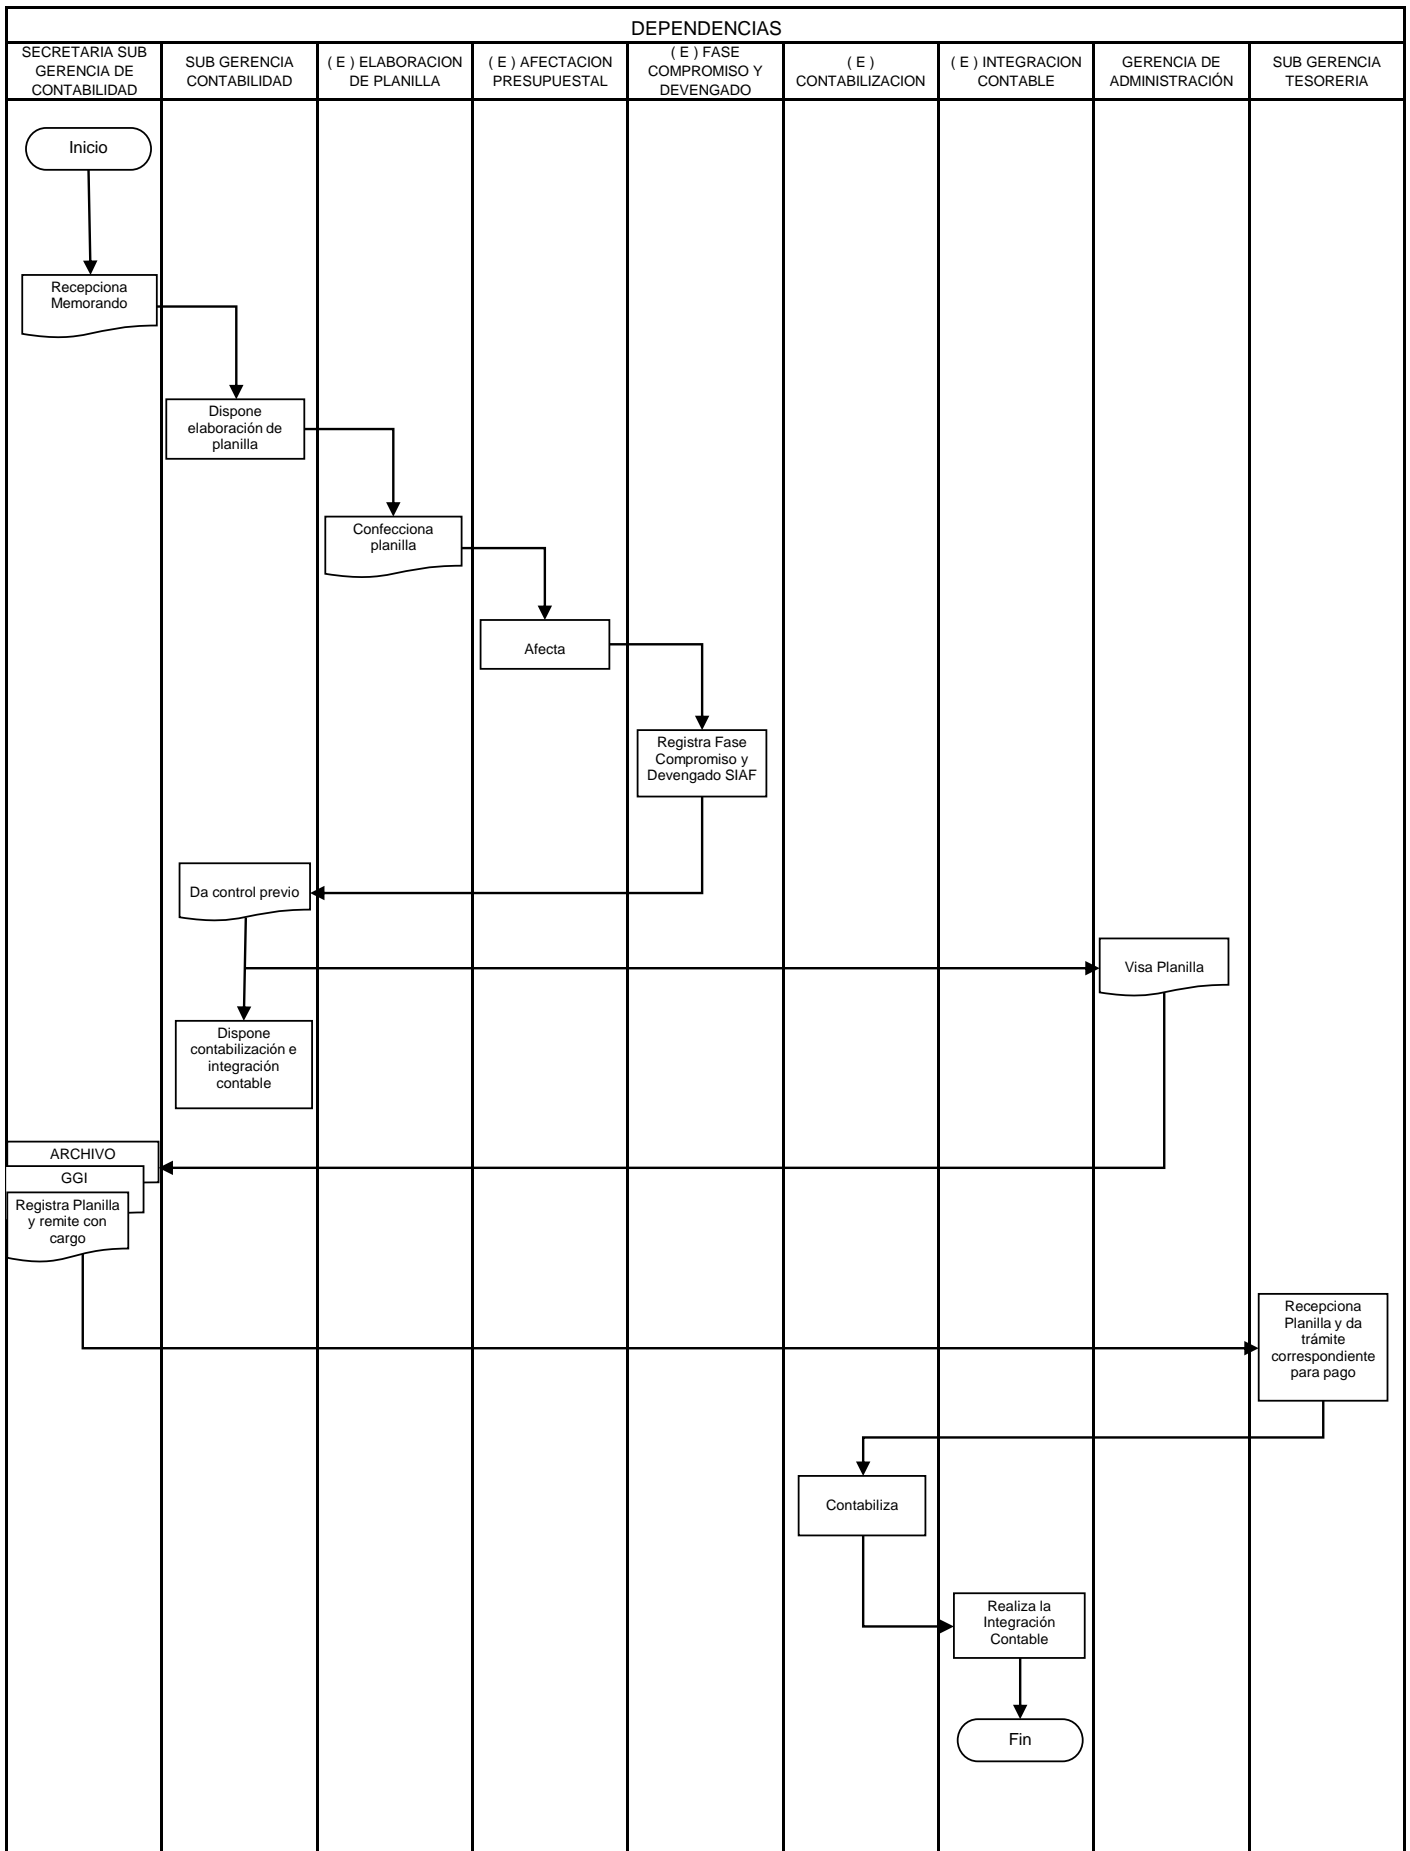 DEPENDENCIAS
SECRETARIA SUB
GERENCIA DE
CONTABILIDAD
SUB GERENCIA
CONTABILIDAD
( E ) ELABORACION
DE PLANILLA
( E ) AFECTACION
PRESUPUESTAL
( E ) FASE
COMPROMISO Y
DEVENGADO
( E )
CONTABILIZACION
( E ) INTEGRACION
CONTABLE
GERENCIA DE
ADMINISTRACIÓN
SUB GERENCIA
TESORERIA
Inicio
Recepciona
Memorando
Dispone
elaboración de
planilla
Confecciona
planilla
Afecta
Registra Fase
Compromiso y
Devengado SIAF
Da control previo
Visa Planilla
Dispone
contabilización e
integración
contable
ARCHIVO
GGI
Registra Planilla
y remite con
cargo
Recepciona
Planilla y da
trámite
correspondiente
para pago
Contabiliza
Realiza la
Integración
Contable
Fin